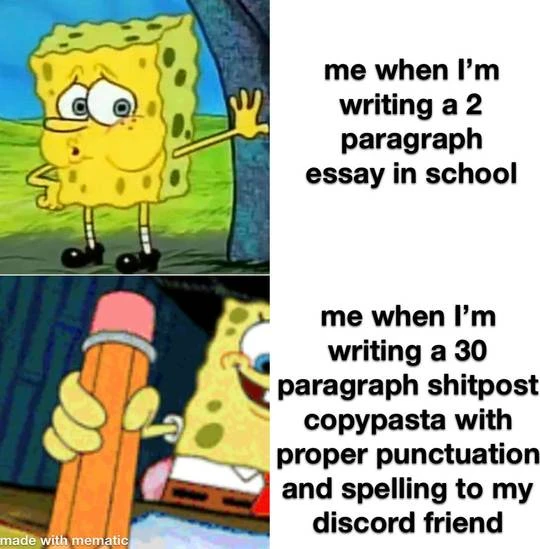 me when I'm
writing a 2
paragraph
essay in school
me when I'm
writing a 30
paragraph shitpost
copypasta with
proper punctuation
and spelling to my
discord friend
made with mematic